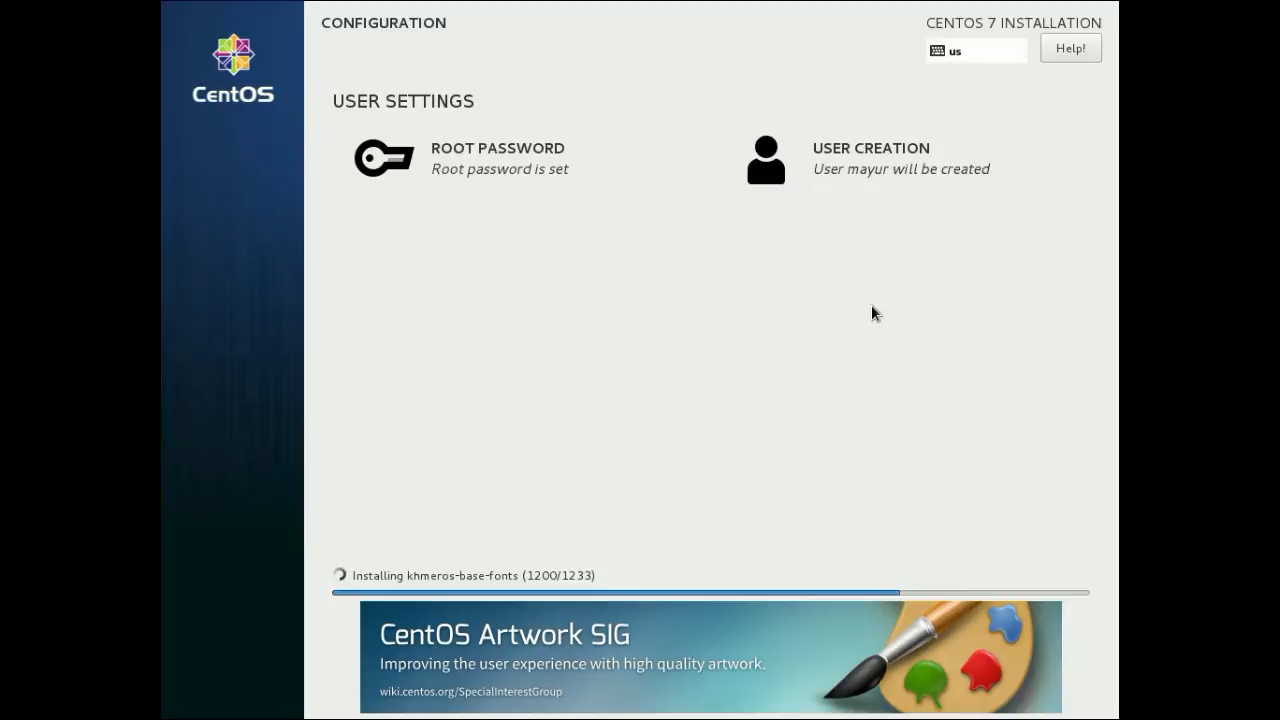 CONFIGURATION
CENTOS 7 INSTALLATION
us
Help!
CentOS
USER SETTINGS
ROOT PASSWORD
Root password is set
USER CREATION
User mayur will be created
Installing khmeros-base-fonts (1200/1233)
CentOS Artwork SIG
Improving the user experience with high quality artwork.
wiki.centos.org/SpecialInterestGroup